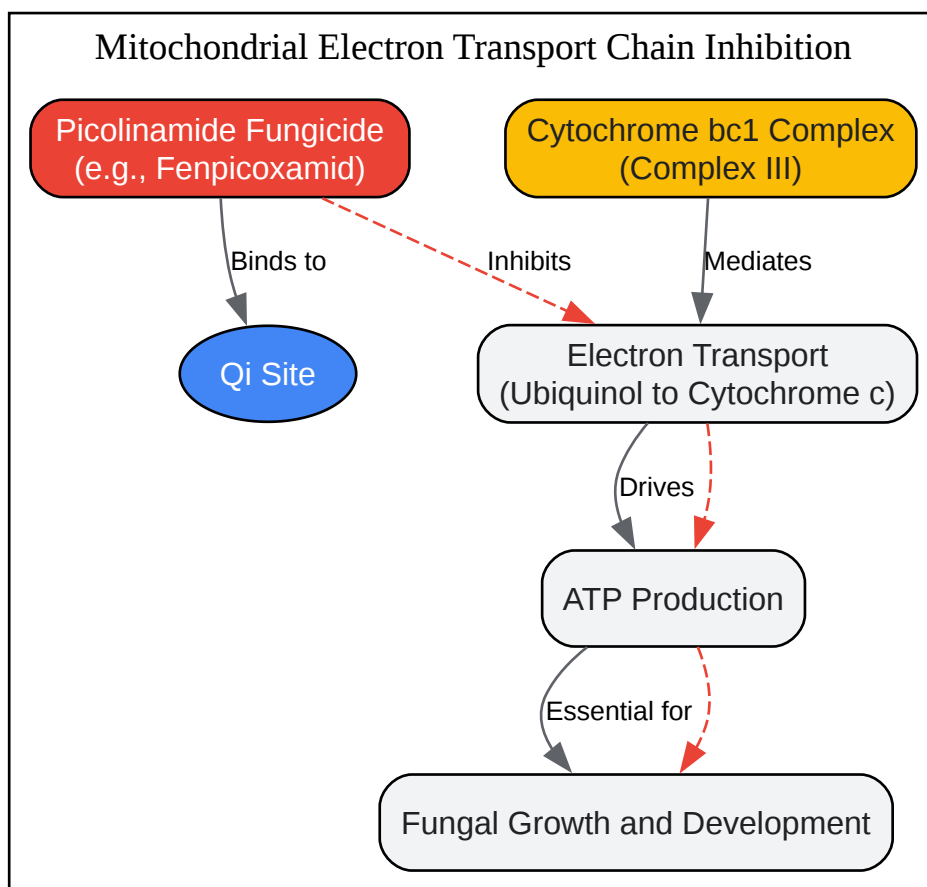 Mitochondrial Electron Transport Chain Inhibition
Picolinamide Fungicide
(e.g., Fenpicoxamid)
Cytochrome bc1 Complex
(Complex III)
Binds to
Inhibits
Mediates
Qi Site
Electron Transport
(Ubiquinol to Cytochrome c)
Drives
ATP Production
Essential for
Fungal Growth and Development